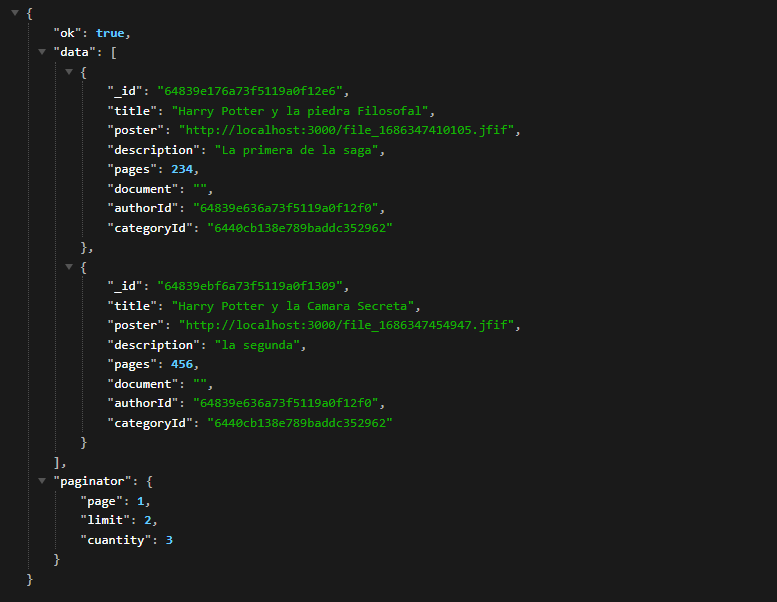 {
"ok": true,
"data": [
{
"_id": "64839e176a73f5119a0f12e6",
"title": "Harry Potter y la piedra Filosofal",
"poster": "http://localhost:3000/file_1686347410105.jfif",
"description": "La primera de la saga",
"pages": 234,
"document": "",
"authorId": "64839e636a73f5119a0f12f0",
"categoryId": "6440cb138e789baddc352962"
},
{
"_id": "64839ebf6a73f5119a0f1309",
"title": "Harry Potter y la Camara Secreta",
"poster": "http://localhost:3000/file_1686347454947.jfif",
"description": "la segunda",
"pages": 456,
"document": "",
"authorId": "64839e636a73f5119a0f12f0",
"categoryId": "6440cb138e789baddc352962"
}
],
"paginator": {
"page": 1,
"limit": 2,
"cuantity": 3
}
}